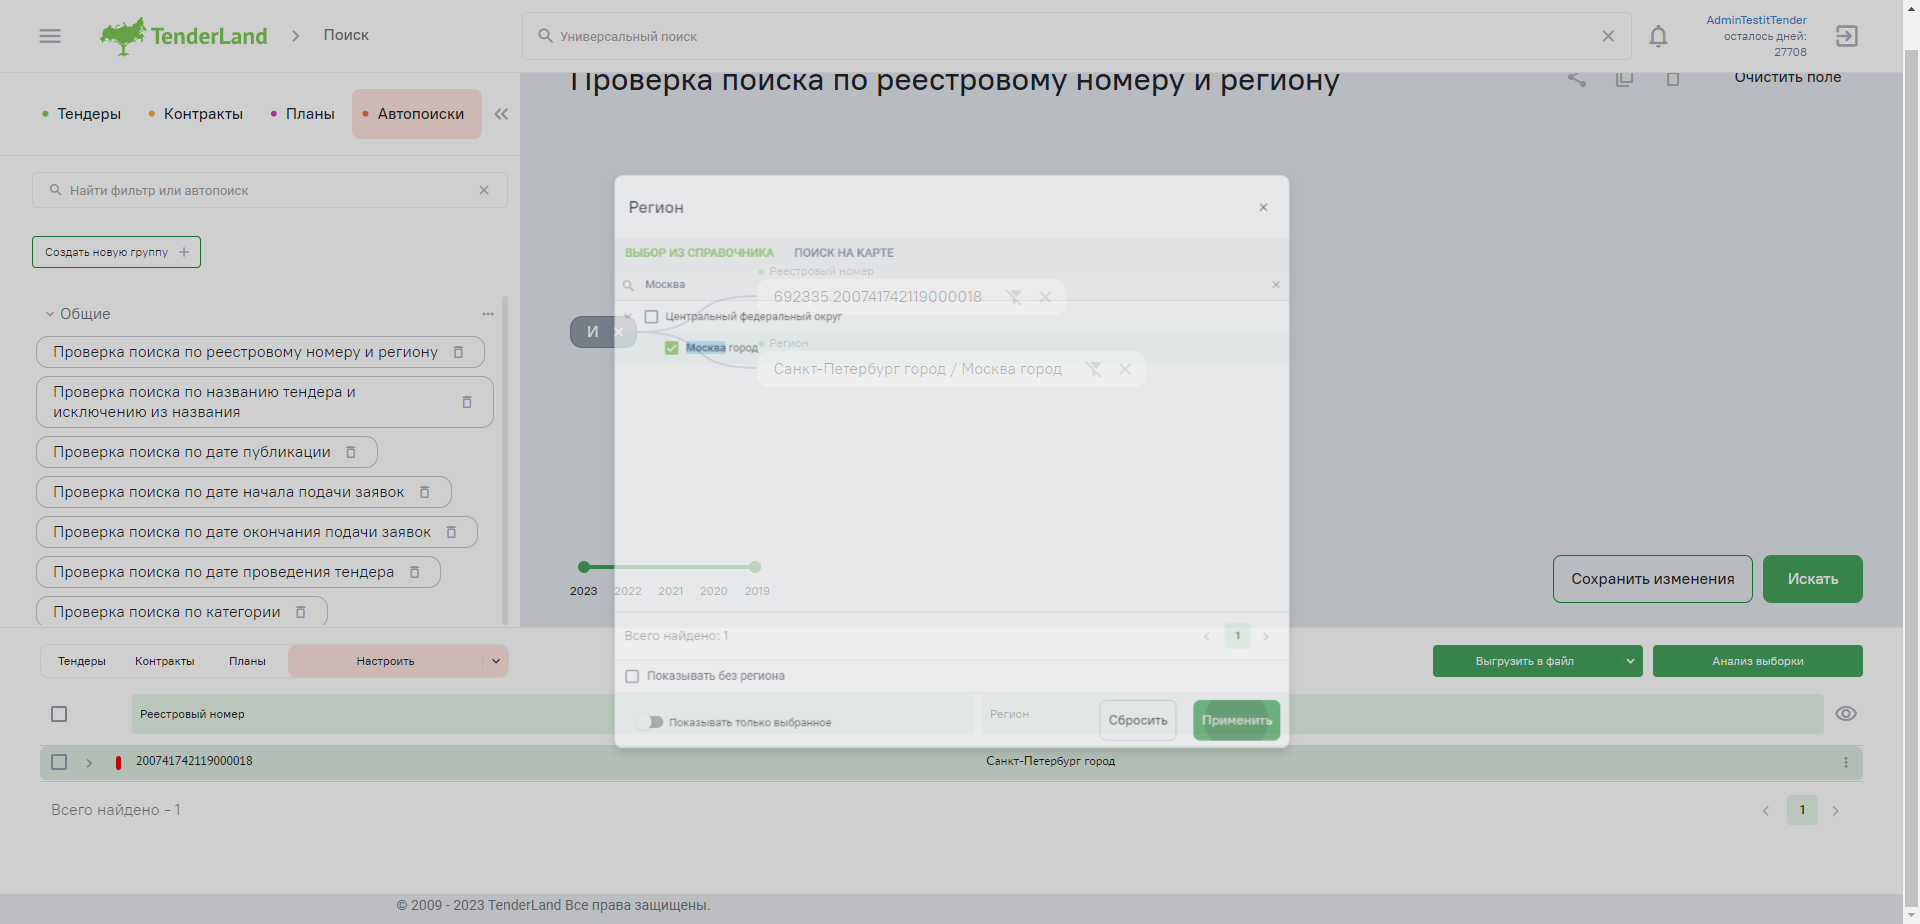 TenderLand
Поиск
Универсальный поиск
AdminTestitTender
осталось дней:
27708
Тендеры
Контракты
Планы
Автопоиски
Проверка поиска по реестровому номеру и региону
Очистить поле
Найти фильтр или автопоиск
Создать новую группу
Общие
Проверка поиска по реестровому номеру и региону
Проверка поиска по названию тендера и
исключению из названия
Проверка поиска по дате публикации
Проверка поиска по дате начала подачи заявок
Проверка поиска по дате окончания подачи заявок
Проверка поиска по дате проведения тендера
Проверка поиска по категории
Регион
ВЫБОР ИЗ СПРАВОЧНИКА
ПОИСК НА КАРТЕ
Реестровый номер
Москва
692335 200741742119000018
Центральный федеральный округ
И
Москва город
Регион
Санкт-Петербург город / Москва город
2023
2022
2021
2020
2019
Сохранить изменения
Искать
Всего найдено: 1
1
Показывать без региона
Показывать только выбранное
Сбросить
Применить
Тендеры
Контракты
Планы
Настроить
Выгрузить в файл
Анализ выборки
Реестровый номер
Регион
200741742119000018
Санкт-Петербург город
Всего найдено - 1
1
© 2009 - 2023 TenderLand Все права защищены.